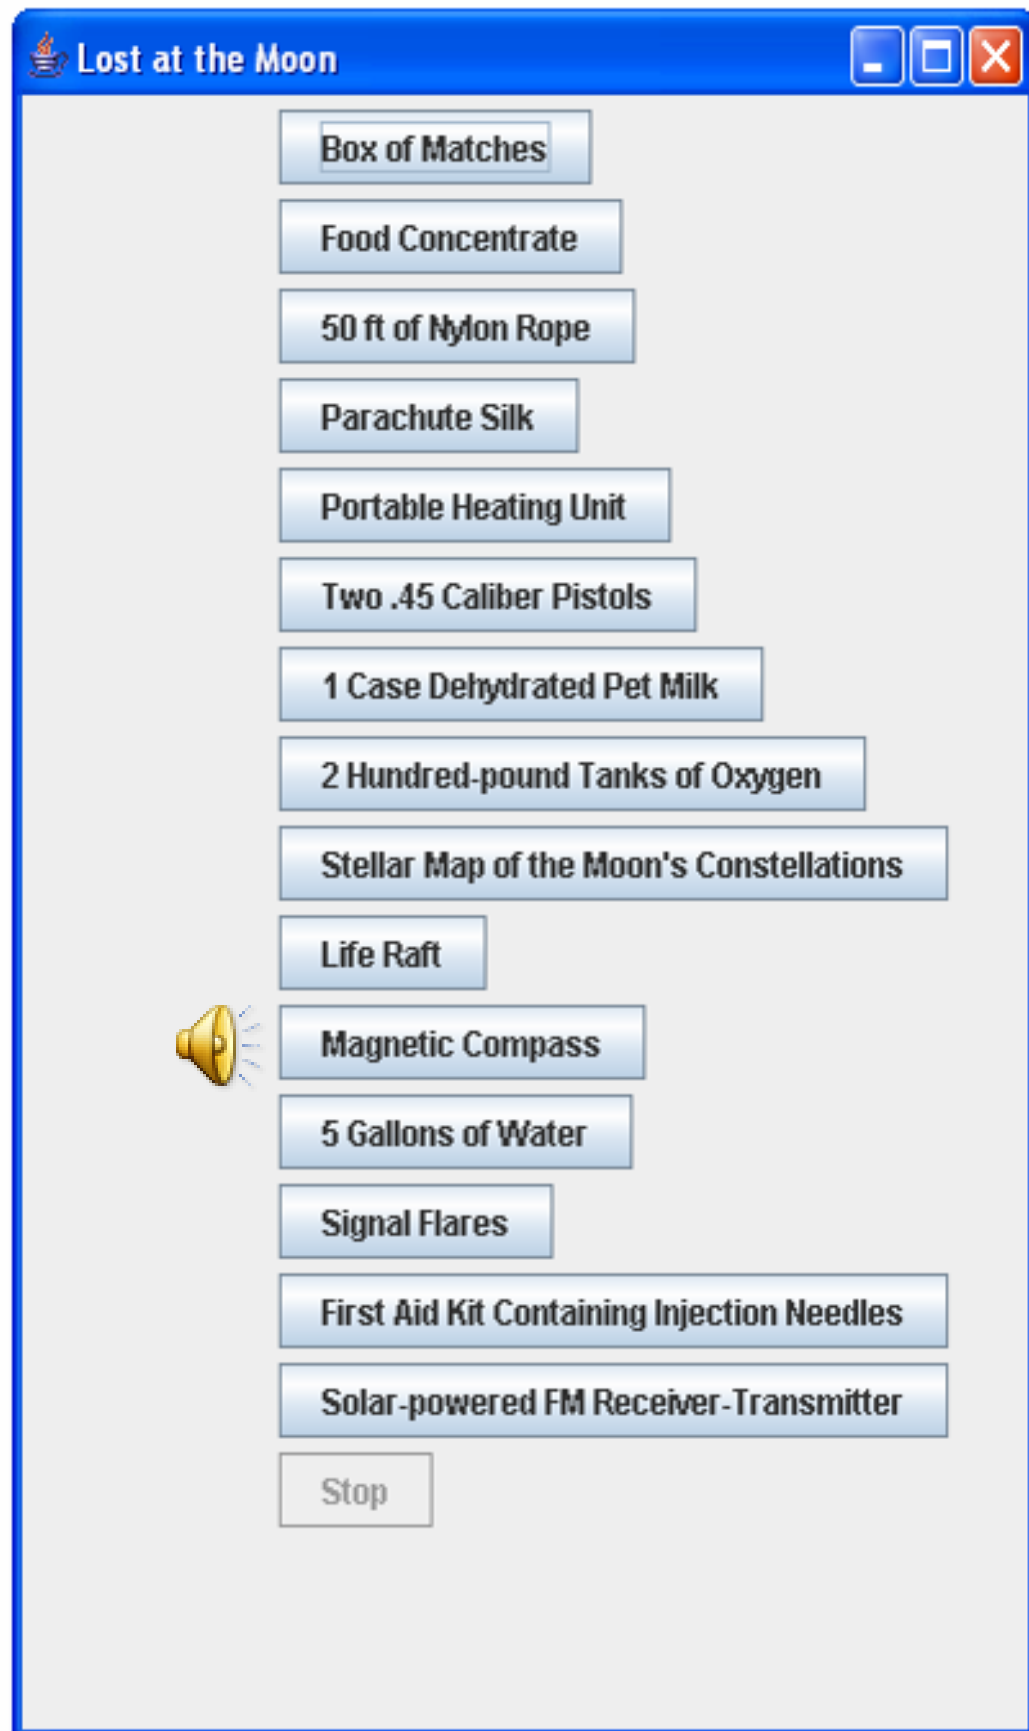 Lost at the Moon
Box of Matches
Food Concentrate
50 ft of Nylon Rope
Parachute Silk
Portable Heating Unit
Two .45 Caliber Pistols
1 Case Dehydrated Pet Milk
2 Hundred-pound Tanks of Oxygen
Stellar Map of the Moon's Constellations
Life Raft
Magnetic Compass
5 Gallons of Water
Signal Flares
First Aid Kit Containing Injection Needles
Solar-powered FM Receiver-Transmitter
Stop